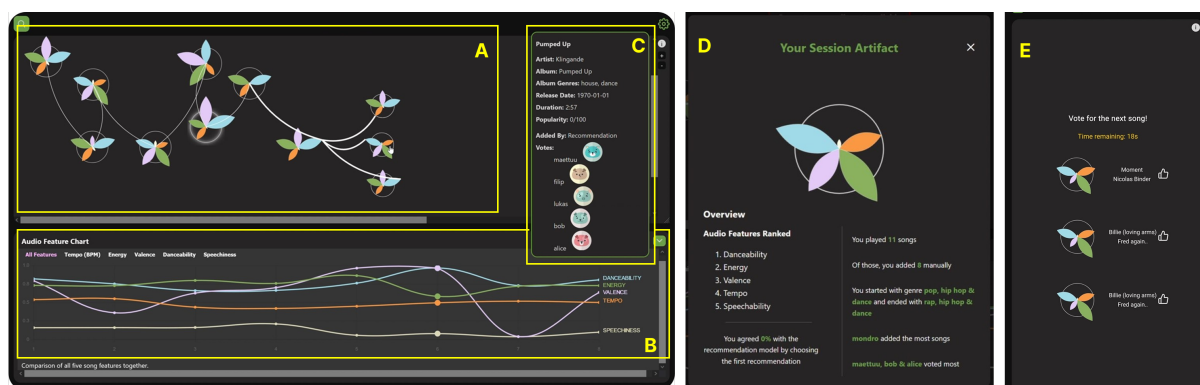 A
C
Pumped Up
Artist: Klingande
Album: Pumped Up
Album Genres: house, dance
Release Date: 1970-01-01
Duration: 2:57
Popularity: 0/100
Added By: Recommendation
Votes:
maettuu
filip
lukas
bob
alice
Audio Feature Chart
All Features Tempo (BPM) Energy Valence Danceability Speechiness
DANCEABILITY
ENERGY
VALENCE
TEMPO
SPEECHINESS
B
Comparison of all five song features together.
D
Your Session Artifact
Overview
Audio Features Ranked
1. Danceability
2. Energy
3. Valence
4. Tempo
5. Speechability
You agreed 0% with the
recommendation model by choosing
the first recommendation
You played 11 songs
Of those, you added 8 manually
You started with genre pop, hip hop &
dance and ended with rap, hip hop &
dance
mondro added the most songs
maettuu, bob & alice voted most
E
Vote for the next song!
Time remaining: 18s
Moment
Nicolas Binder
Billie (loving arms)
Fred again..
Billie (loving arms)
Fred again..